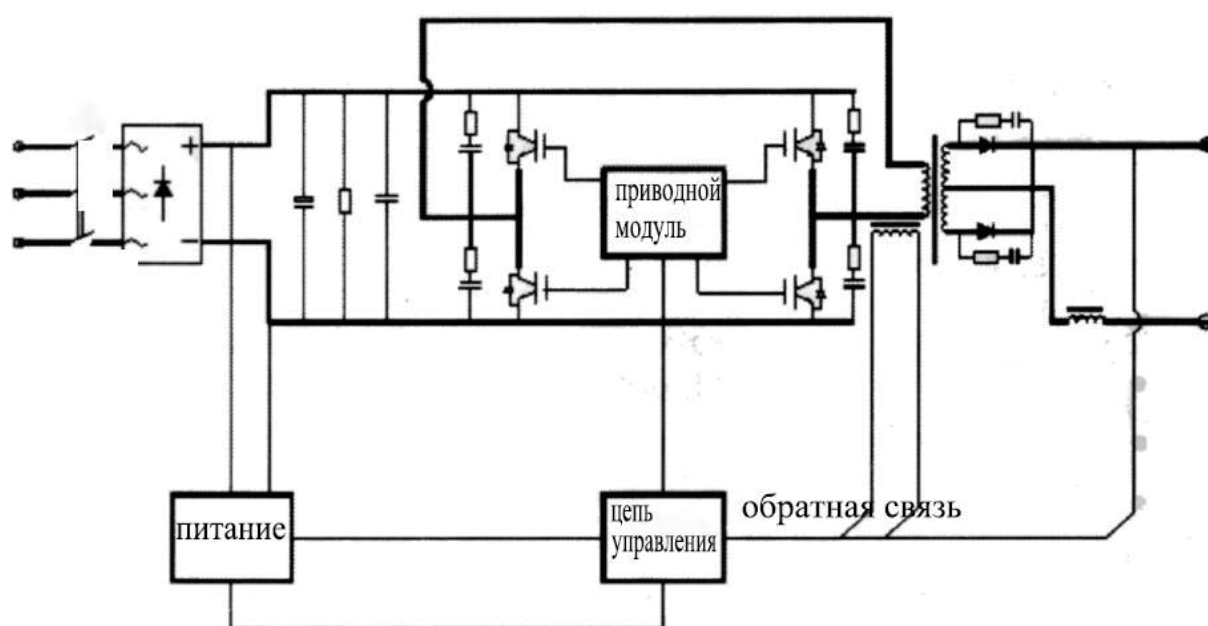 приводной
модуль
питание
цепь
управления
обратная связь